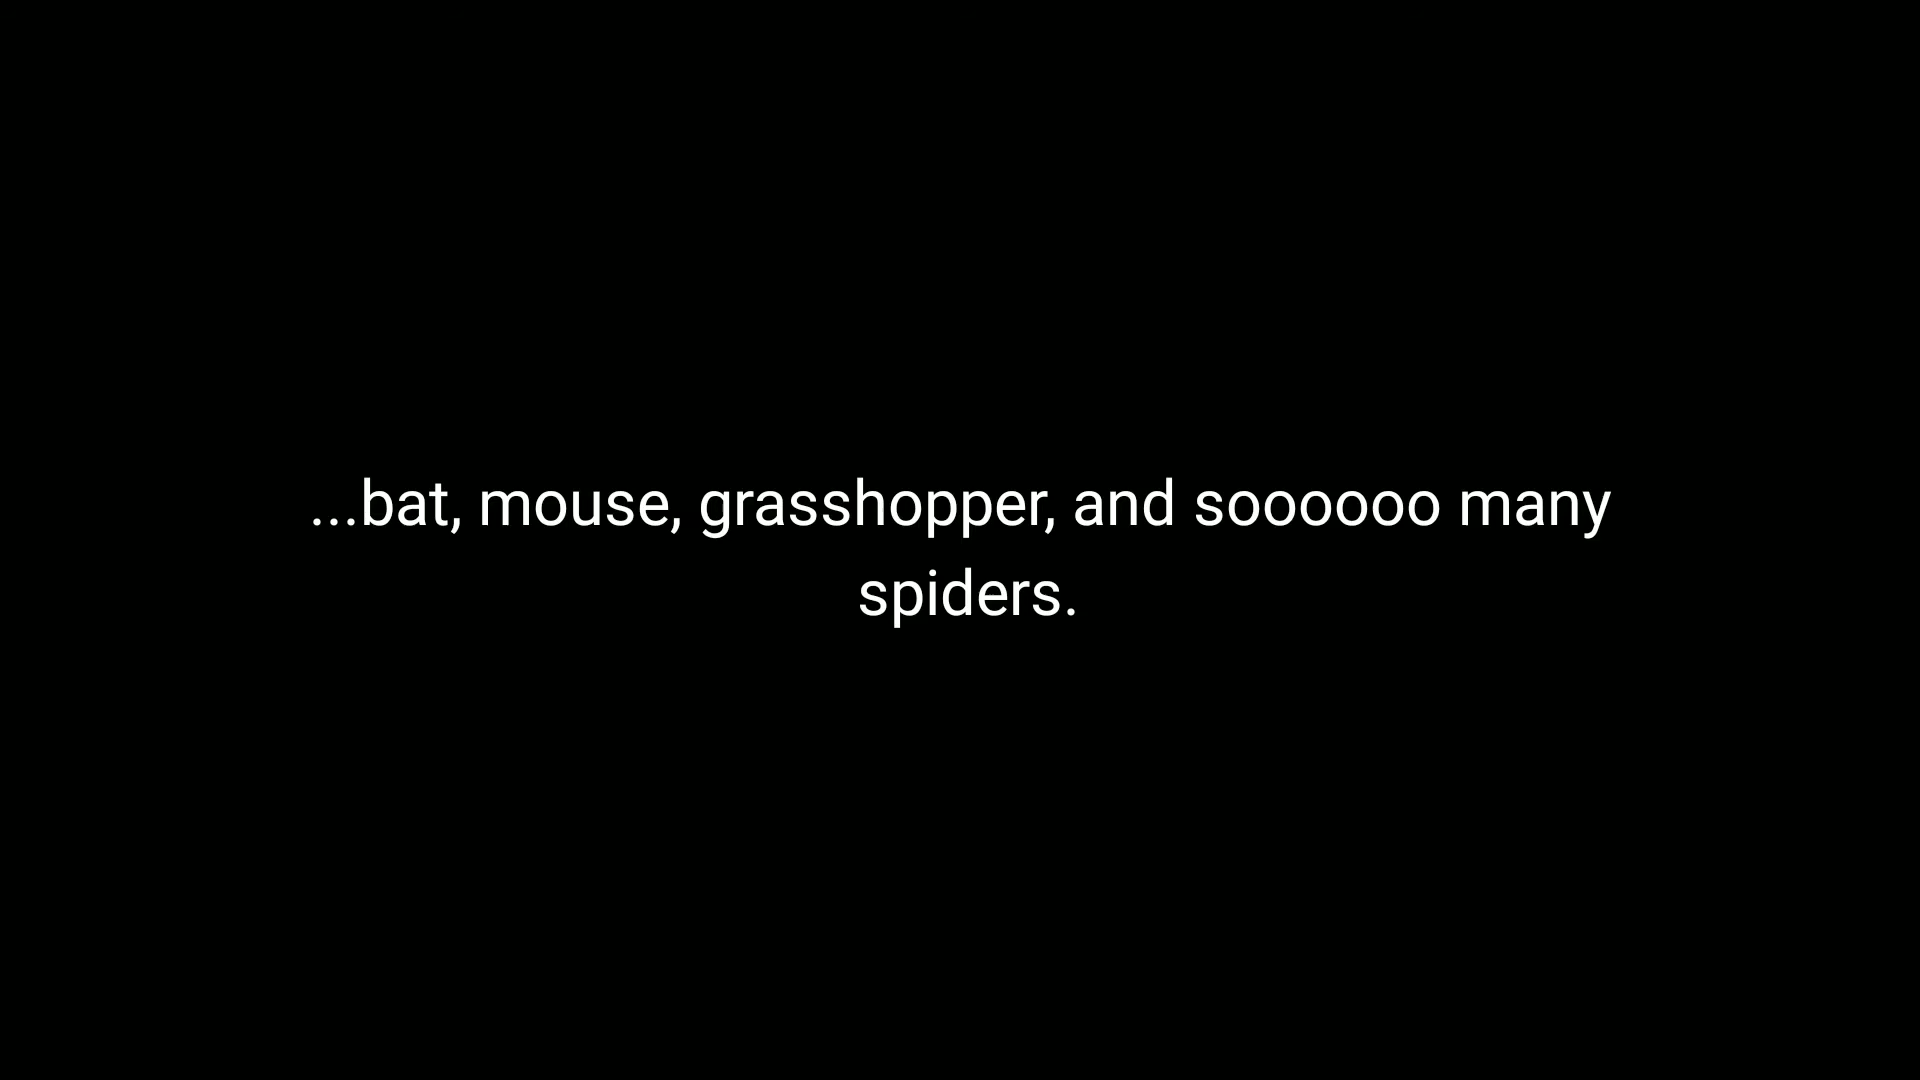 ...bat, mouse, grasshopper, and soooooo many
spiders.